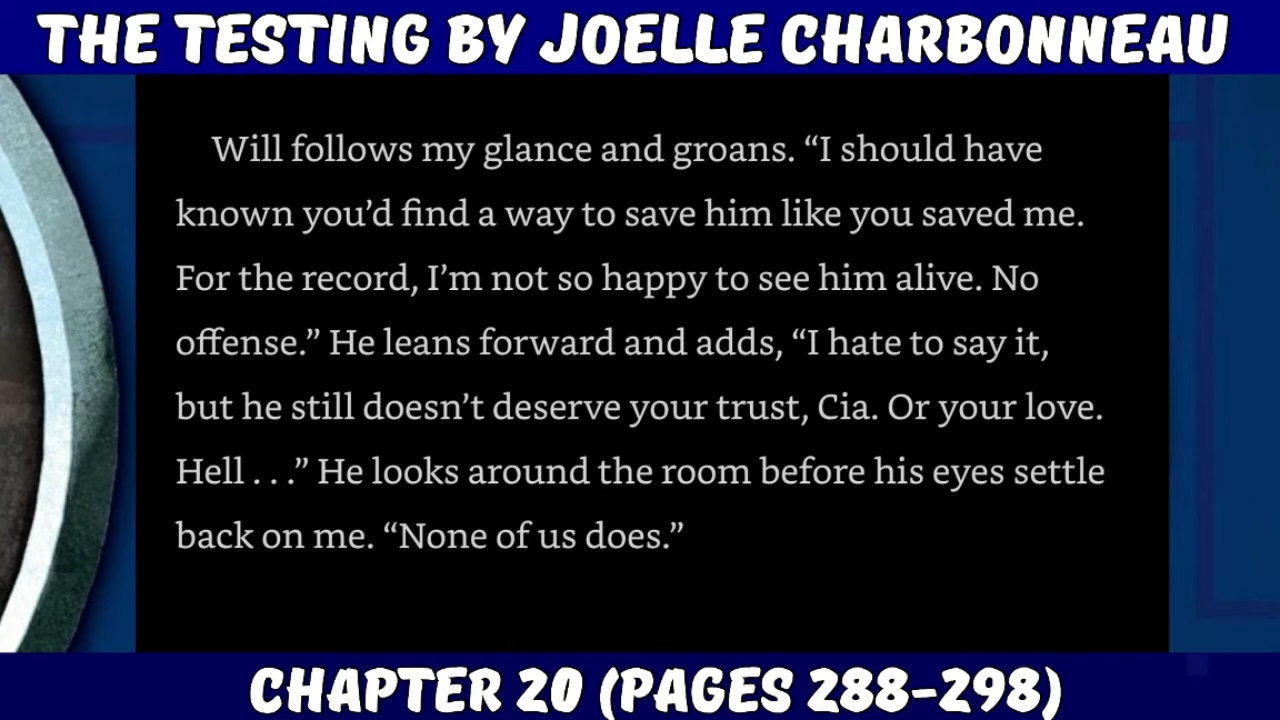 THE TESTING BY JOELLE CHARBONNEAU
Will follows my glance and groans. “I should have
known you’d find a way to save him like you saved me.
For the record, I’m not so happy to see him alive. No
offense.” He leans forward and adds, “I hate to say it,
but he still doesn’t deserve your trust, Cia. Or your love.
Hell . . .” He looks around the room before his eyes settle
back on me. “None of us does.”
CHAPTER 20 (PAGES 288-298)